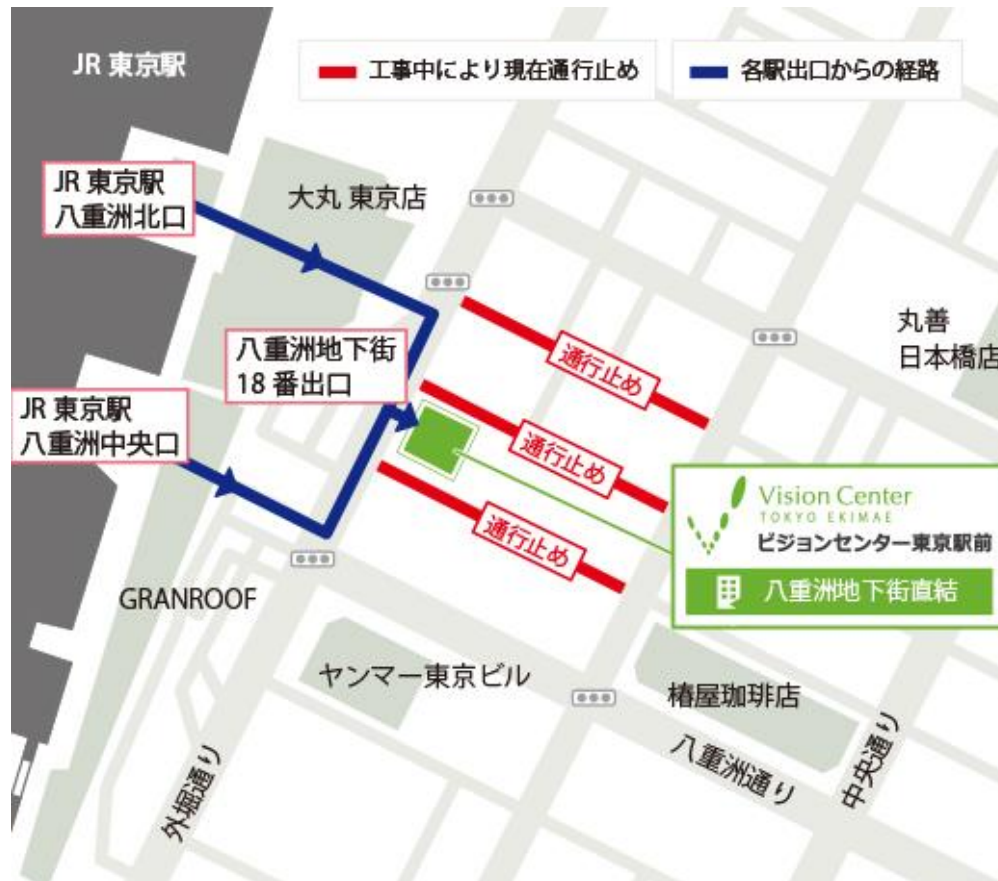 JR 東京駅
工事中により現在通行止め
各駅出口からの経路
JR 東京駅
八重洲北口
大丸 東京店
丸善
日本橋店
八重洲地下街
18 番出口
通行止め
JR 東京駅
八重洲中央口
通行止め
通行止め
Vision Center
TOKYO EKIMAE
ビジョンセンター東京駅前
八重洲地下街直結
GRANROOF
ヤンマー東京ビル
椿屋珈琲店
八重洲通り
中央通り
外堀通り